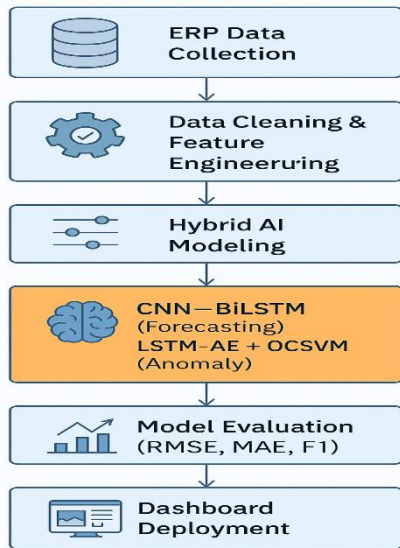 ERP Data
Collection
Data Cleaning &
Feature
Engineeruring
Hybrid AI
Modeling
CNN—BiLSTM
(Forecasting)
LSTM-AE + OCSVM
(Anomaly)
Model Evaluation
(RMSE, MAE, F1)
Dashboard
Deployment